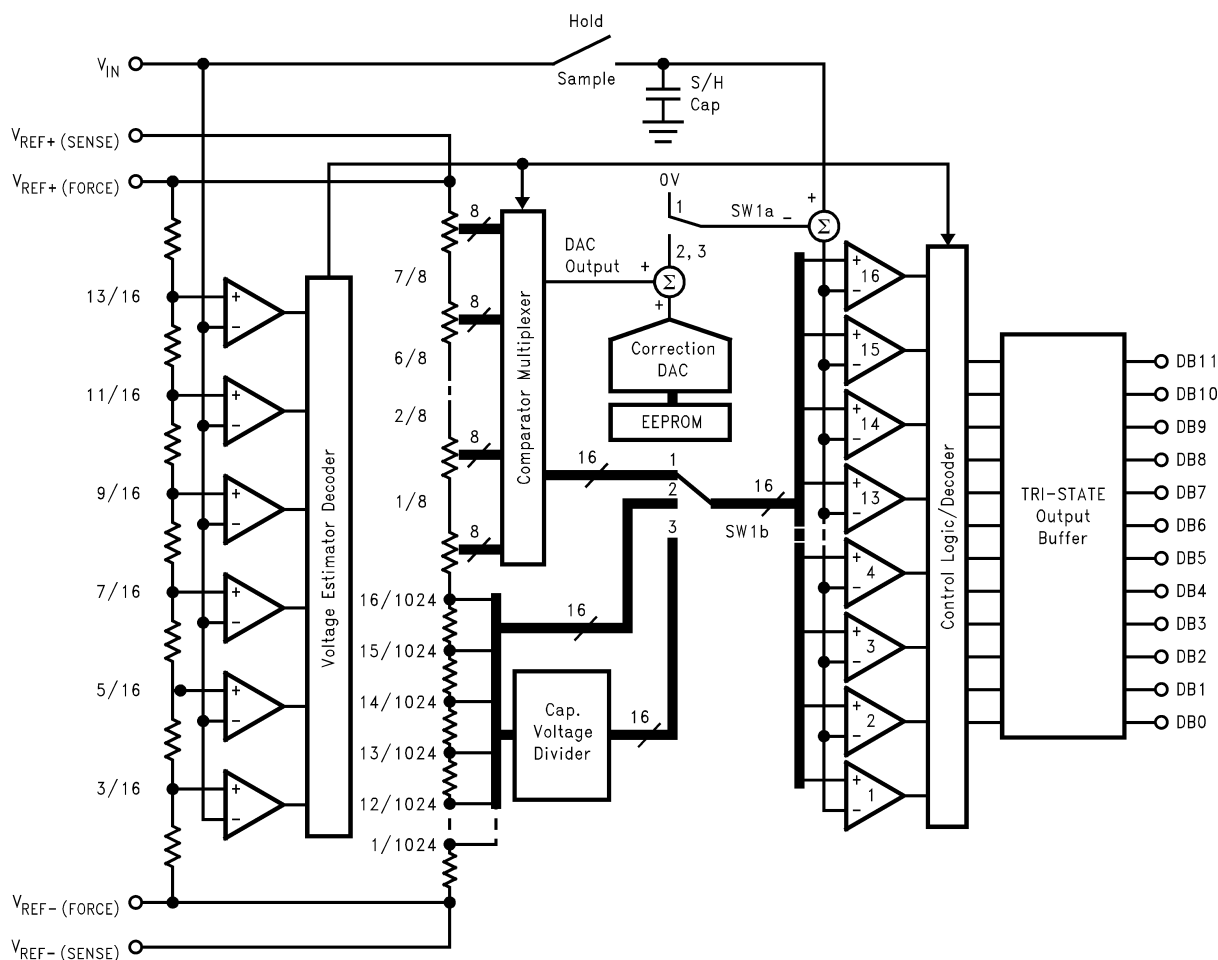 Hold
V_IN
Sample
S/H
Cap
V_REF+ (SENSE)
V_REF+ (FORCE)
0V
1
SW1a
+
−
Σ
2, 3
DAC
Output
+
Σ
+
Correction
DAC
EEPROM
8
7/8
8
6/8
2/8
8
1/8
8
Comparator Multiplexer
13/16
+
−
11/16
+
−
9/16
+
−
7/16
+
−
5/16
+
−
3/16
+
−
Voltage Estimator Decoder
16
1
2
3
16
SW1b
16/1024
15/1024
14/1024
13/1024
12/1024
1/1024
16
Cap.
Voltage
Divider
16
+
−
16
+
−
15
+
−
14
+
−
13
+
−
4
+
−
3
+
−
2
+
−
1
Control Logic/Decoder
TRI-STATE
Output
Buffer
DB11
DB10
DB9
DB8
DB7
DB6
DB5
DB4
DB3
DB2
DB1
DB0
V_REF− (FORCE)
V_REF− (SENSE)